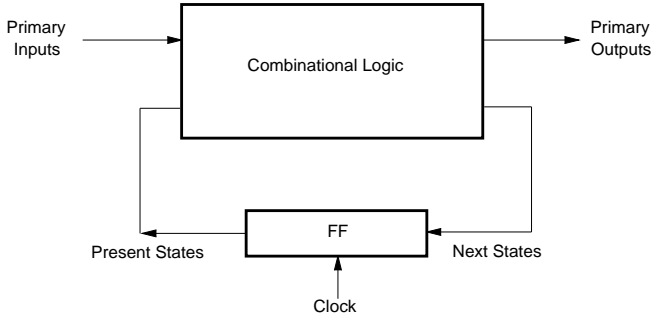 Primary
Inputs
Combinational Logic
Primary
Outputs
FF
Present States
Next States
Clock